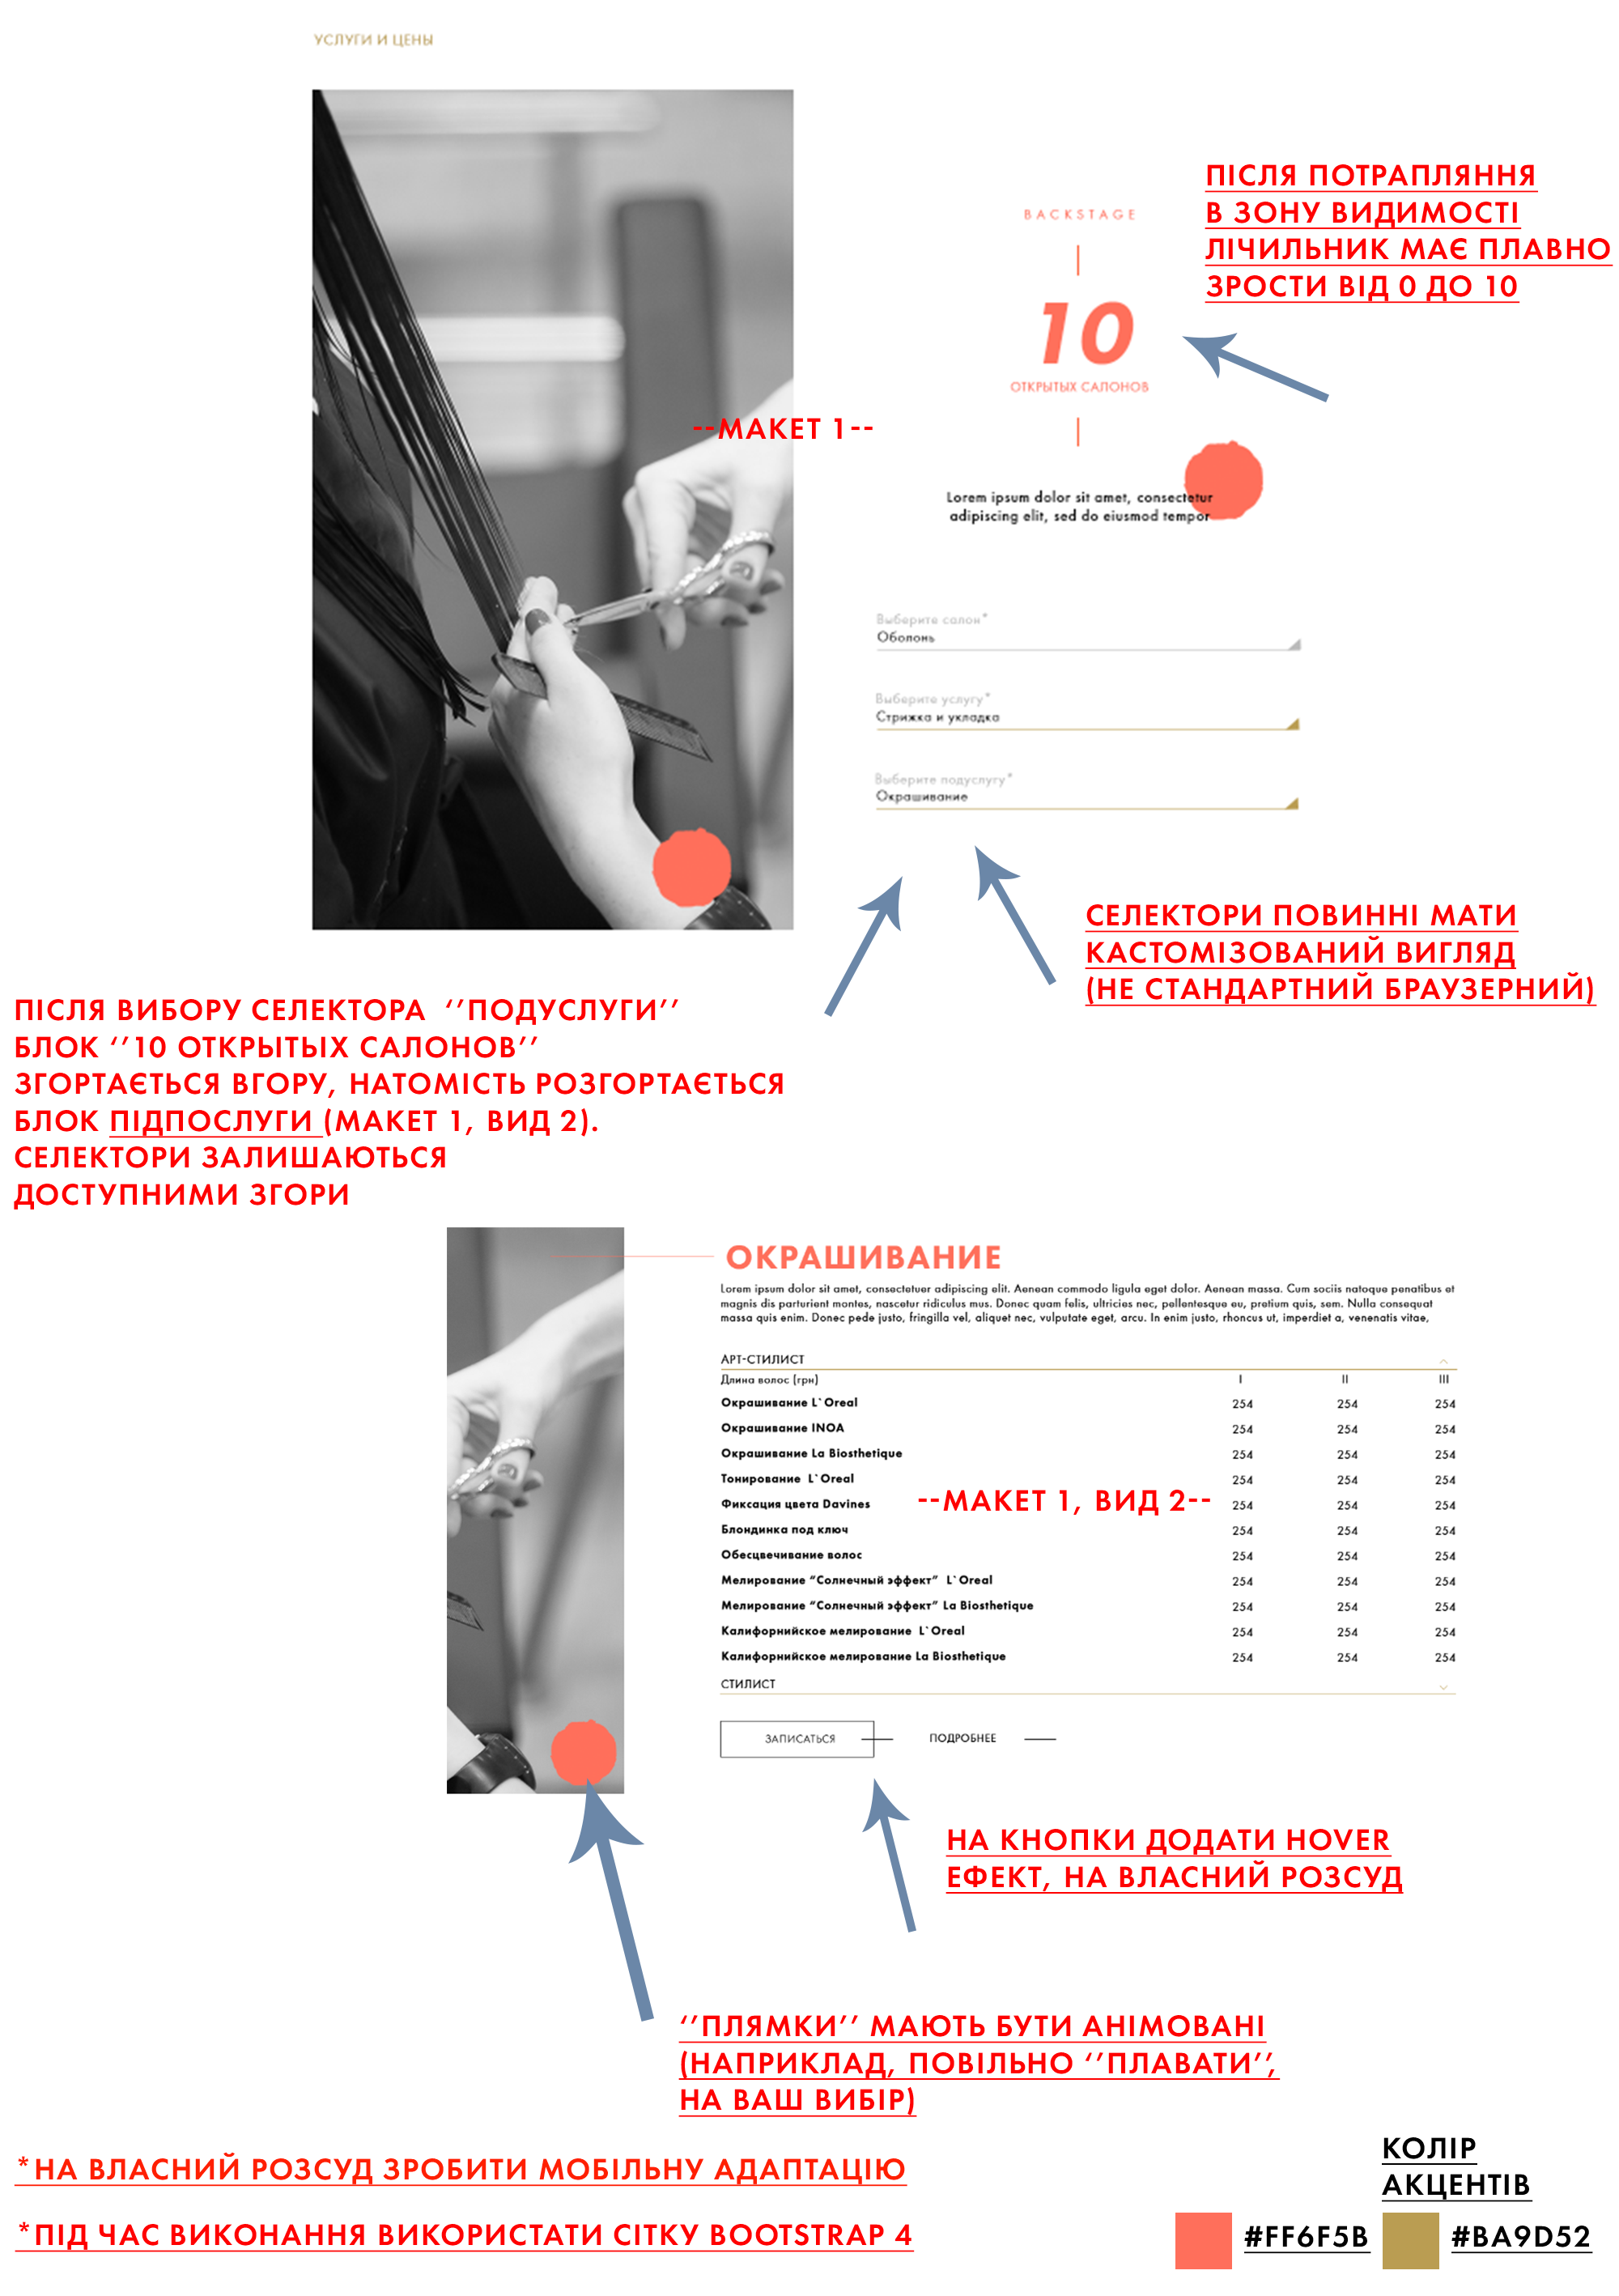 УСЛУГИ И ЦЕНЫ
ПІСЛЯ ПОТРАПЛЯННЯ
В ЗОНУ ВИДИМОСТІ
ЛІЧИЛЬНИК МАЄ ПЛАВНО
ЗРОСТИ ВІД 0 ДО 10
BACKSTAGE
10
ОТКРЫТЫХ САЛОНОВ
--МАКЕТ 1--
Lorem ipsum dolor sit amet, consectetur
adipiscing elit, sed do eiusmod tempor
Выберите салон*
Оболонь
Выберите услугу*
Стрижка и укладка
Выберите подуслугу*
Окрашивание
СЕЛЕКТОРИ ПОВИННІ МАТИ
КАСТОМІЗОВАНИЙ ВИГЛЯД
(НЕ СТАНДАРТНИЙ БРАУЗЕРНИЙ)
ПІСЛЯ ВИБОРУ СЕЛЕКТОРА ‘’ПОДУСЛУГИ’’
БЛОК ‘’10 ОТКРЫТЫХ САЛОНОВ’’
ЗГОРТАЄТЬСЯ ВГОРУ, НАТОМІСТЬ РОЗГОРТАЄТЬСЯ
БЛОК ПІДПОСЛУГИ (МАКЕТ 1, ВИД 2).
СЕЛЕКТОРИ ЗАЛИШАЮТЬСЯ
ДОСТУПНИМИ ЗГОРИ
ОКРАШИВАНИЕ
Lorem ipsum dolor sit amet, consectetuer adipiscing elit. Aenean commodo ligula eget dolor. Aenean massa. Cum sociis natoque penatibus et
magnis dis parturient montes, nascetur ridiculus mus. Donec quam felis, ultricies nec, pellentesque eu, pretium quis, sem. Nulla consequat
massa quis enim. Donec pede justo, fringilla vel, aliquet nec, vulputate eget, arcu. In enim justo, rhoncus ut, imperdiet a, venenatis vitae,
АРТ-СТИЛИСТ
Длина волос (грн) I II III
Окрашивание L`Oreal 254 254 254
Окрашивание INOA 254 254 254
Окрашивание La Biosthetique 254 254 254
Тонирование L`Oreal 254 254 254
Фиксация цвета Davines 254 254 254
--МАКЕТ 1, ВИД 2--
Блондинка под ключ 254 254 254
Обесцвечивание волос 254 254 254
Мелирование “Солнечный эффект” L`Oreal 254 254 254
Мелирование “Солнечный эффект” La Biosthetique 254 254 254
Калифорнийское мелирование L`Oreal 254 254 254
Калифорнийское мелирование La Biosthetique 254 254 254
СТИЛИСТ
ЗАПИСАТЬСЯ ПОДРОБНЕЕ
НА КНОПКИ ДОДАТИ HOVER
ЕФЕКТ, НА ВЛАСНИЙ РОЗСУД
‘’ПЛЯМКИ’’ МАЮТЬ БУТИ АНІМОВАНІ
(НАПРИКЛАД, ПОВІЛЬНО ‘’ПЛАВАТИ’’,
НА ВАШ ВИБІР)
*НА ВЛАСНИЙ РОЗСУД ЗРОБИТИ МОБІЛЬНУ АДАПТАЦІЮ
*ПІД ЧАС ВИКОНАННЯ ВИКОРИСТАТИ СІТКУ BOOTSTRAP 4
КОЛІР
АКЦЕНТІВ
#FF6F5B #BA9D52